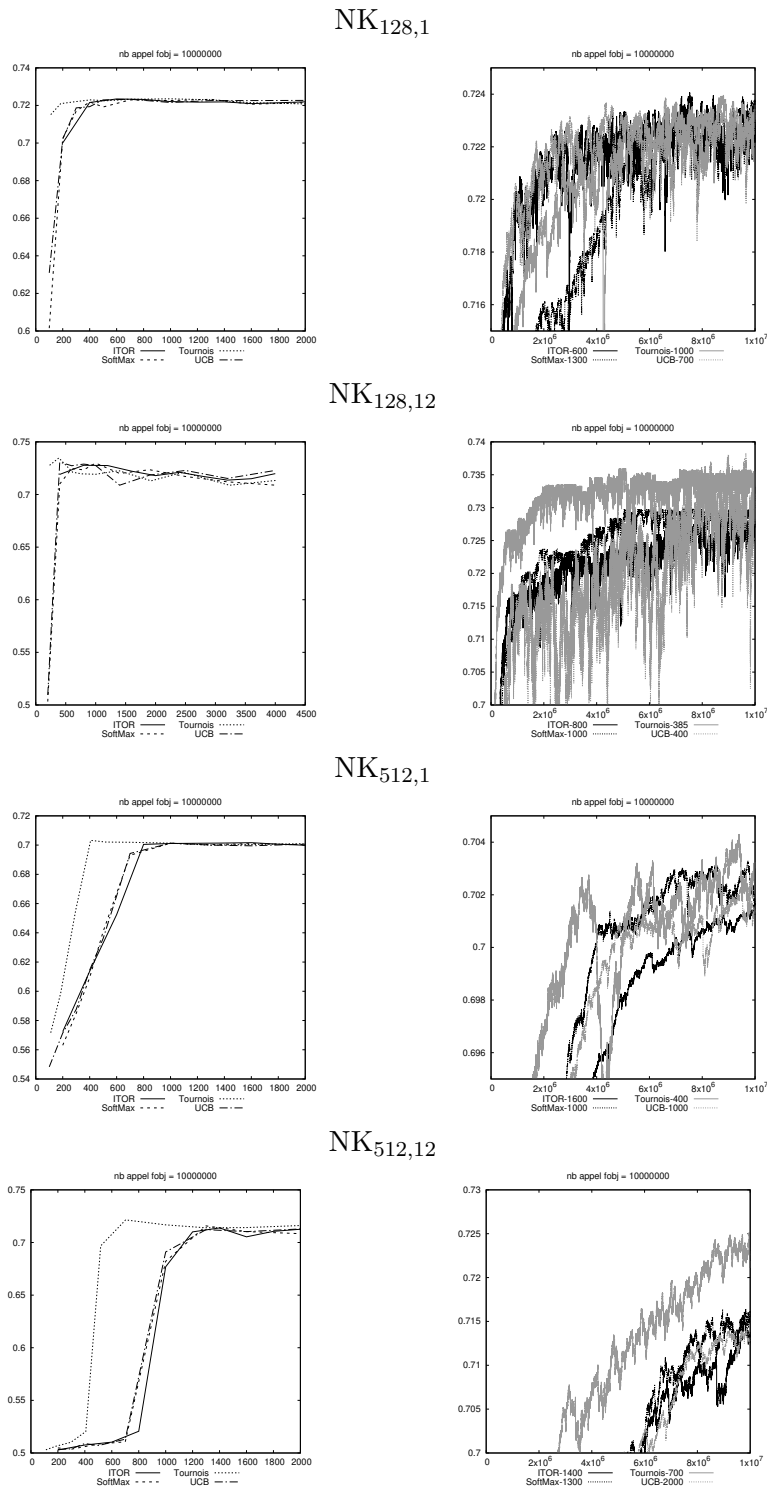 NK128,1
nb appel fobj = 10000000
0.74
0.72
0.7
0.68
0.66
0.64
0.62
0.6
0 200 400 600 800 1000 1200 1400 1600 1800 2000
ITOR Tournois
SoftMax UCB
nb appel fobj = 10000000
0.724
0.722
0.72
0.718
0.716
2x10^6 4x10^6 6x10^6 8x10^6 1x10^7
ITOR-600 Tournois-1000
SoftMax-1300 UCB-700
NK128,12
nb appel fobj = 10000000
0.75
0.7
0.65
0.6
0.55
0.5
0 500 1000 1500 2000 2500 3000 3500 4000 4500
ITOR Tournois
SoftMax UCB
nb appel fobj = 10000000
0.74
0.735
0.73
0.725
0.72
0.715
0.71
0.705
0.7
0 2x10^6 4x10^6 6x10^6 8x10^6 1x10^7
ITOR-800 Tournois-385
SoftMax-1000 UCB-400
NK512,1
nb appel fobj = 10000000
0.72
0.7
0.68
0.66
0.64
0.62
0.6
0.58
0.56
0.54
0 200 400 600 800 1000 1200 1400 1600 1800 2000
ITOR Tournois
SoftMax UCB
nb appel fobj = 10000000
0.704
0.702
0.7
0.698
0.696
2x10^6 4x10^6 6x10^6 8x10^6 1x10^7
ITOR-1600 Tournois-400
SoftMax-1000 UCB-1000
NK512,12
nb appel fobj = 10000000
0.75
0.7
0.65
0.6
0.55
0.5
0 200 400 600 800 1000 1200 1400 1600 1800 2000
ITOR Tournois
SoftMax UCB
nb appel fobj = 10000000
0.73
0.725
0.72
0.715
0.71
0.705
0.7
0 2x10^6 4x10^6 6x10^6 8x10^6 1x10^7
ITOR-1400 Tournois-700
SoftMax-1300 UCB-2000